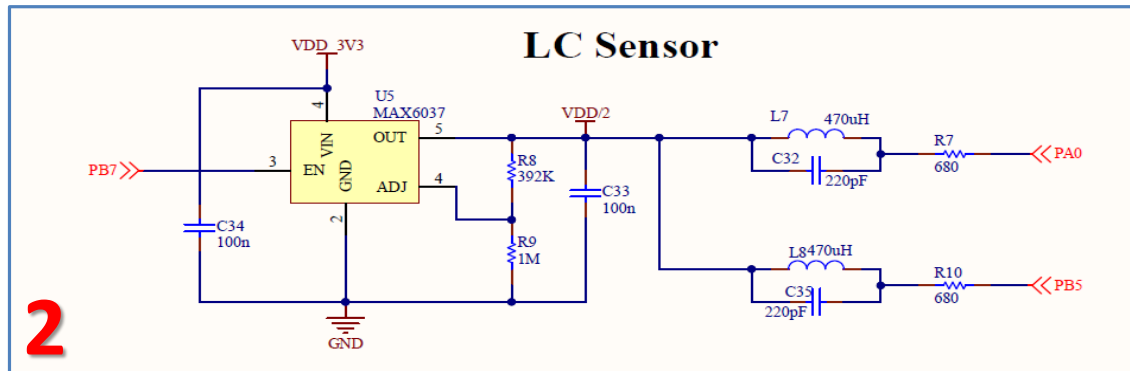 LC Sensor
VDD_3V3
U5
MAX6037
4
VIN
OUT
5
VDD/2
L7
470uH
C32
220pF
R7
680
PA0
PB7
3
EN
GND
ADJ
4
2
R8
392K
R9
1M
C33
100n
C34
100n
L8
470uH
C35
220pF
R10
680
PB5
GND
2